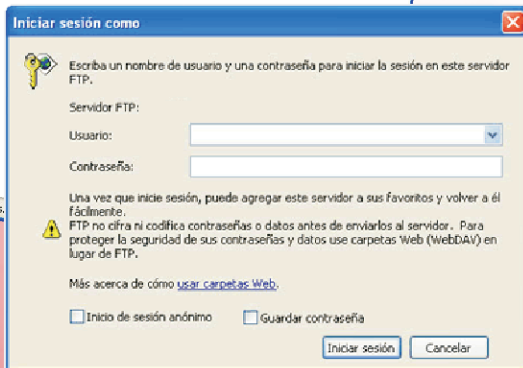 Iniciar sesión como
Escriba un nombre de usuario y una contraseña para iniciar la sesión en este servidor
FTP.
Servidor FTP:
Usuario:
Contraseña:
Una vez que inicie sesión, puede agregar este servidor a sus favoritos y volver a él
fácilmente.
FTP no cifra ni codifica contraseñas o datos antes de enviarlos al servidor. Para
proteger la seguridad de sus contraseñas y datos use carpetas Web (WebDAV) en
lugar de FTP.
Más acerca de cómo usar carpetas Web.
Inicio de sesión anónimo Guardar contraseña
Iniciar sesión Cancelar